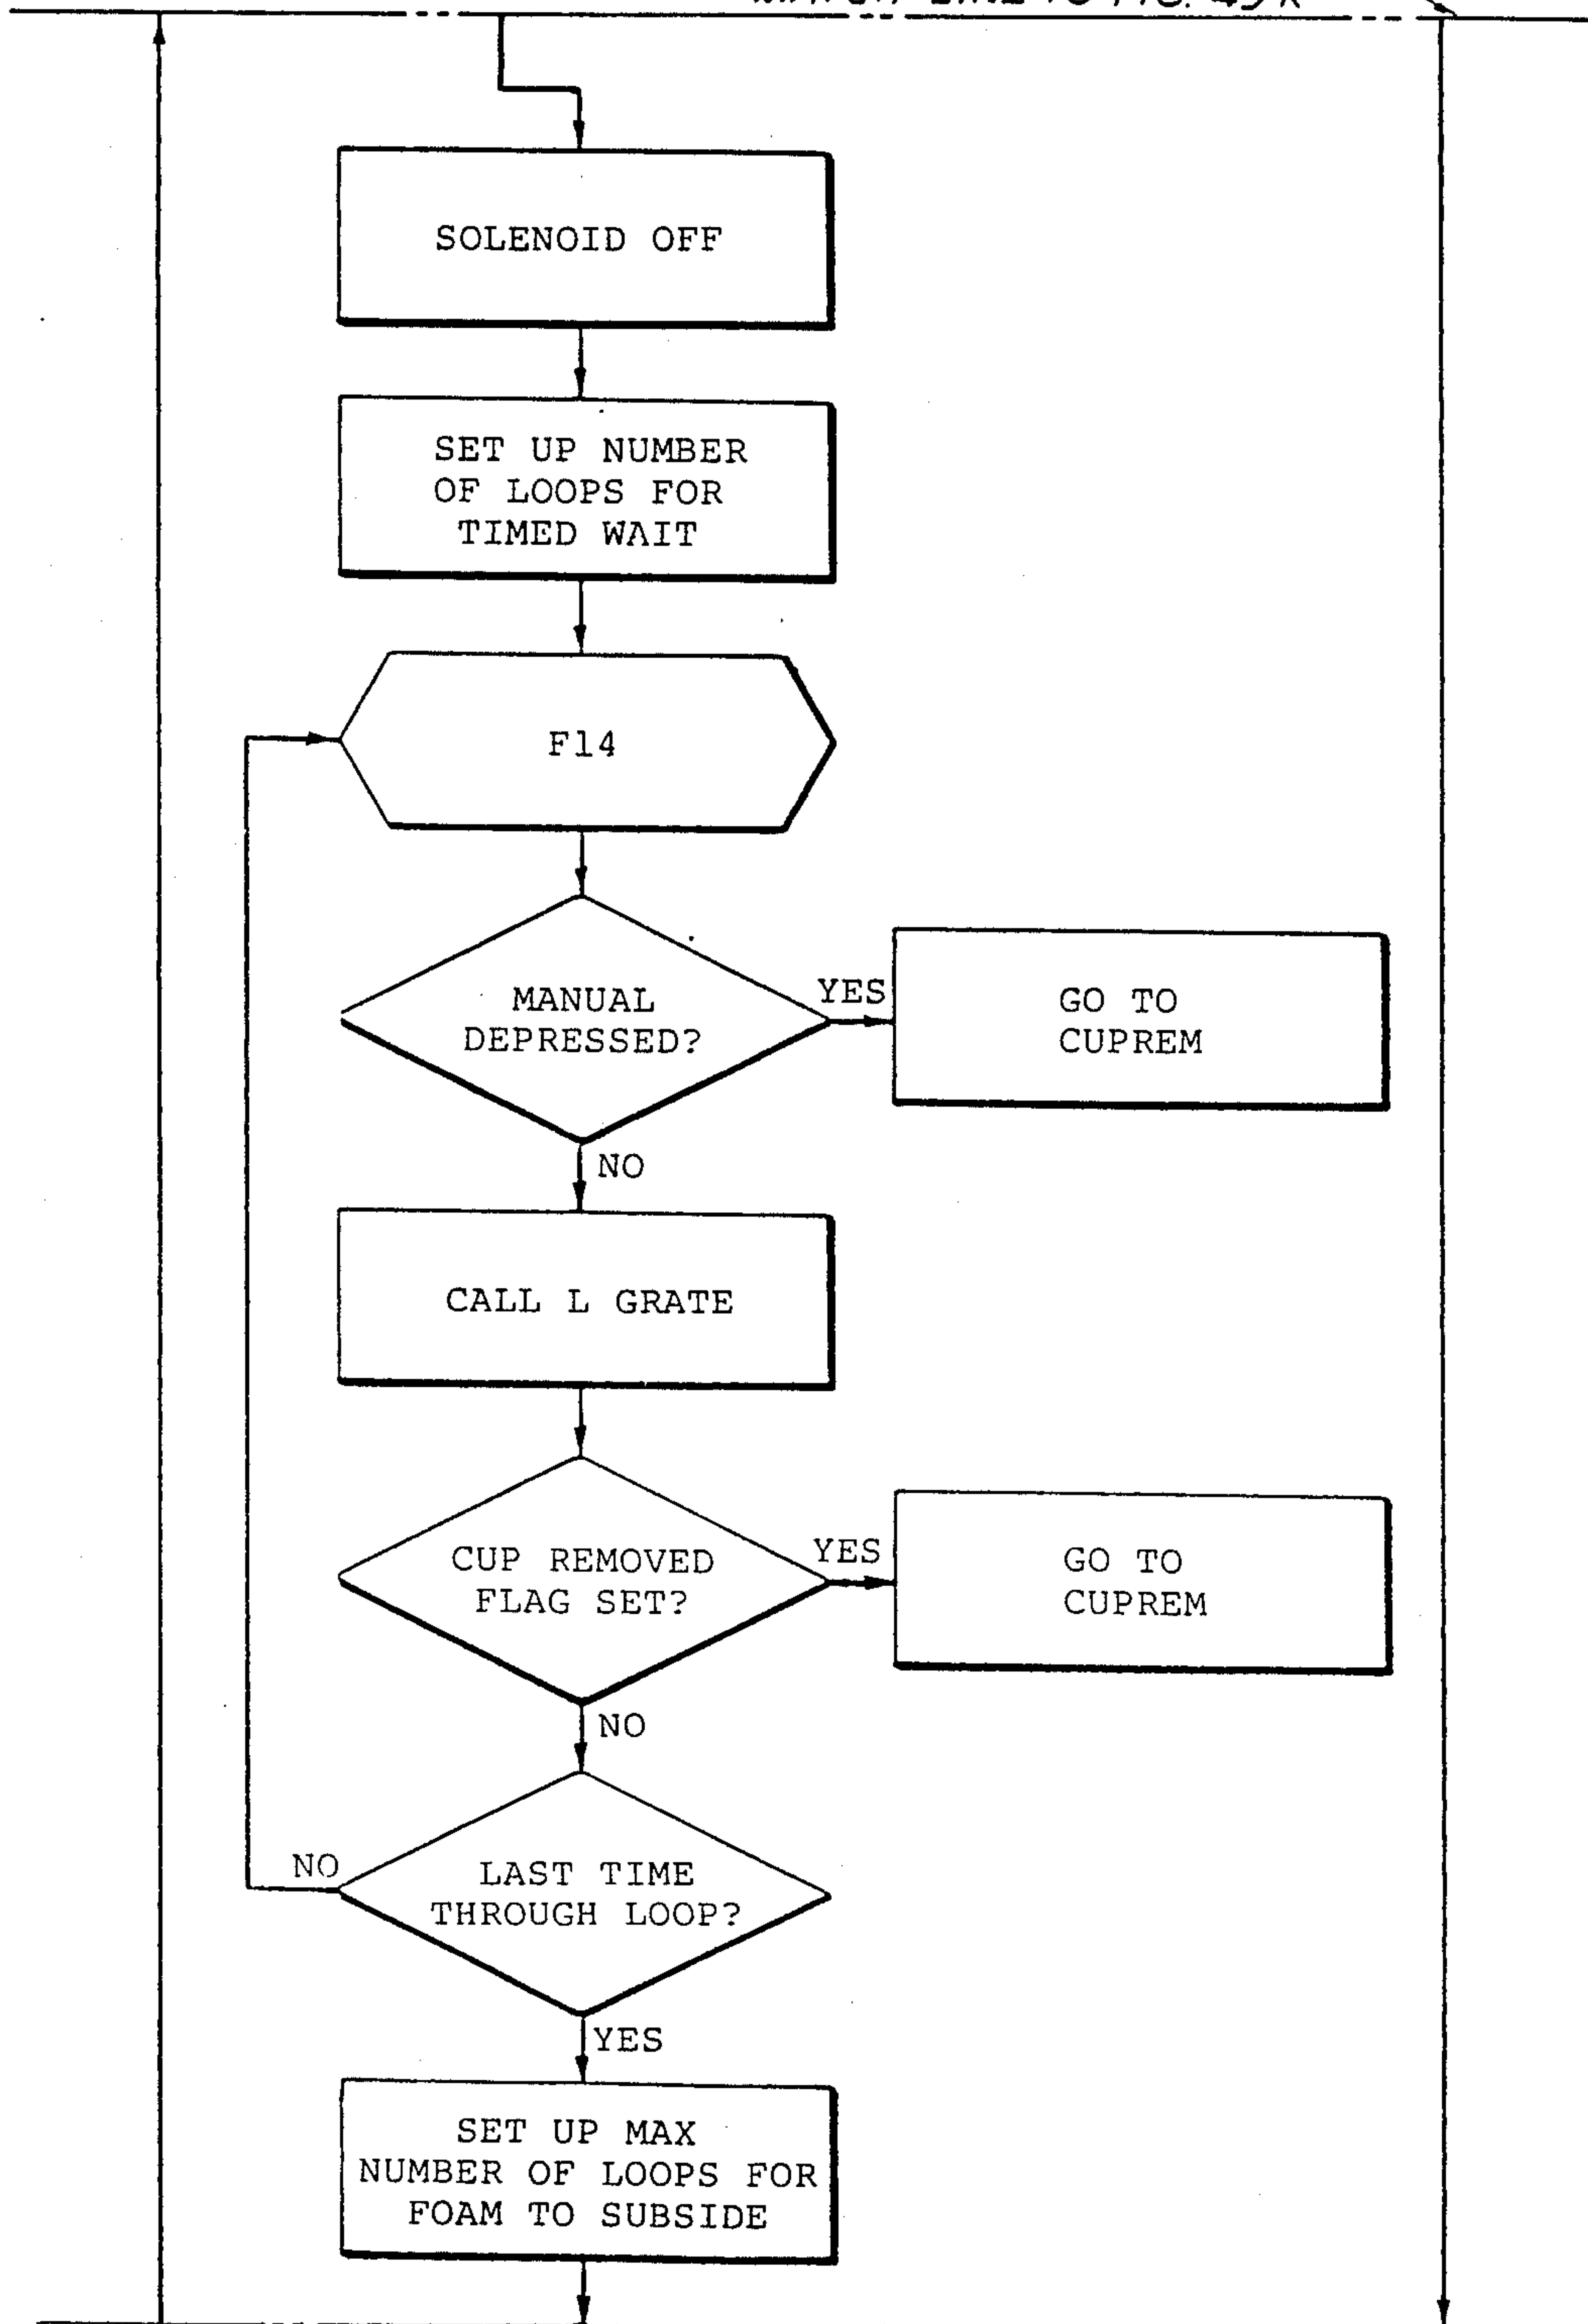 SOLENOID OFF
SET UP NUMBER
OF LOOPS FOR
TIMED WAIT
F14
MANUAL
DEPRESSED?
YES
GO TO
CUPREM
NO
CALL L GRATE
CUP REMOVED
FLAG SET?
YES
GO TO
CUPREM
NO
LAST TIME
THROUGH LOOP?
NO
YES
SET UP MAX
NUMBER OF LOOPS FOR
FOAM TO SUBSIDE